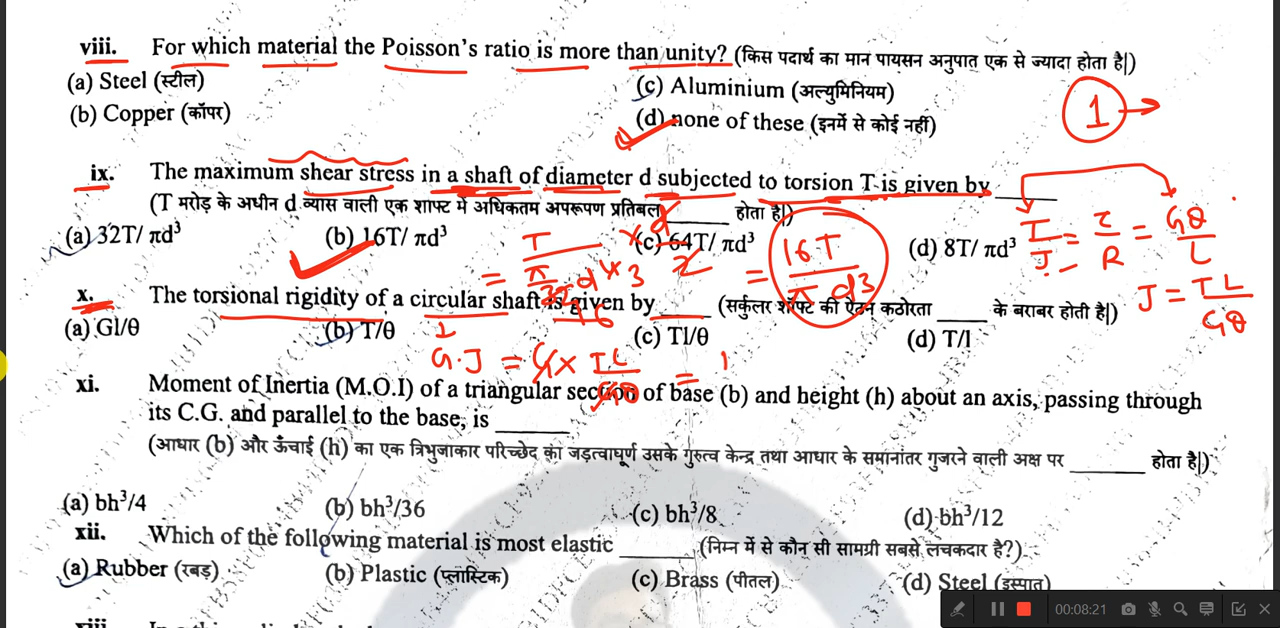 viii. For which material the Poisson's ratio is more than unity? (किस पदार्थ का मान पायसन अनुपात एक से ज्यादा होता है|)
(a) Steel (स्टील) (c) Aluminium (अल्युमिनियम)
(b) Copper (कॉपर) (d) none of these (इनमें से कोई नहीं)
1 →
ix. The maximum shear stress in a shaft of diameter d subjected to torsion T is given by ______
(T मरोड़ के अधीन d व्यास वाली एक शाफ्ट में अधिकतम अपरूपण प्रतिबल ______ होता है|)
(a) 32T/ πd³ (b) 16T/ πd³ (c) 64T/ πd³ (d) 8T/ πd³
T/J = τ/R = Gθ/L
= 16T/πd3
J = TL/Gθ
x. The torsional rigidity of a circular shaft is given by ______ (सर्कुलर शॉफ्ट की ऐंठन कठोरता ______ के बराबर होती है|)
(a) Gl/θ (b) T/θ (c) Tl/θ (d) T/l
G.J = G× TL/Gθ =
xi. Moment of Inertia (M.O.I) of a triangular section of base (b) and height (h) about an axis, passing through
its C.G. and parallel to the base, is ______
(आधार (b) और ऊँचाई (h) का एक त्रिभुजाकार परिच्छेद का जड़त्वाघूर्ण उसके गुरुत्व केन्द्र तथा आधार के समानांतर गुजरने वाली अक्ष पर ______ होता है|)
(a) bh³/4 (b) bh³/36 (c) bh³/8 (d) bh³/12
xii. Which of the following material is most elastic ______ (निम्न में से कौन सी सामग्री सबसे लचकदार है?)
(a) Rubber (रबड़) (b) Plastic (प्लास्टिक) (c) Brass (पीतल) (d) Steel (इस्पात)
00:08:21